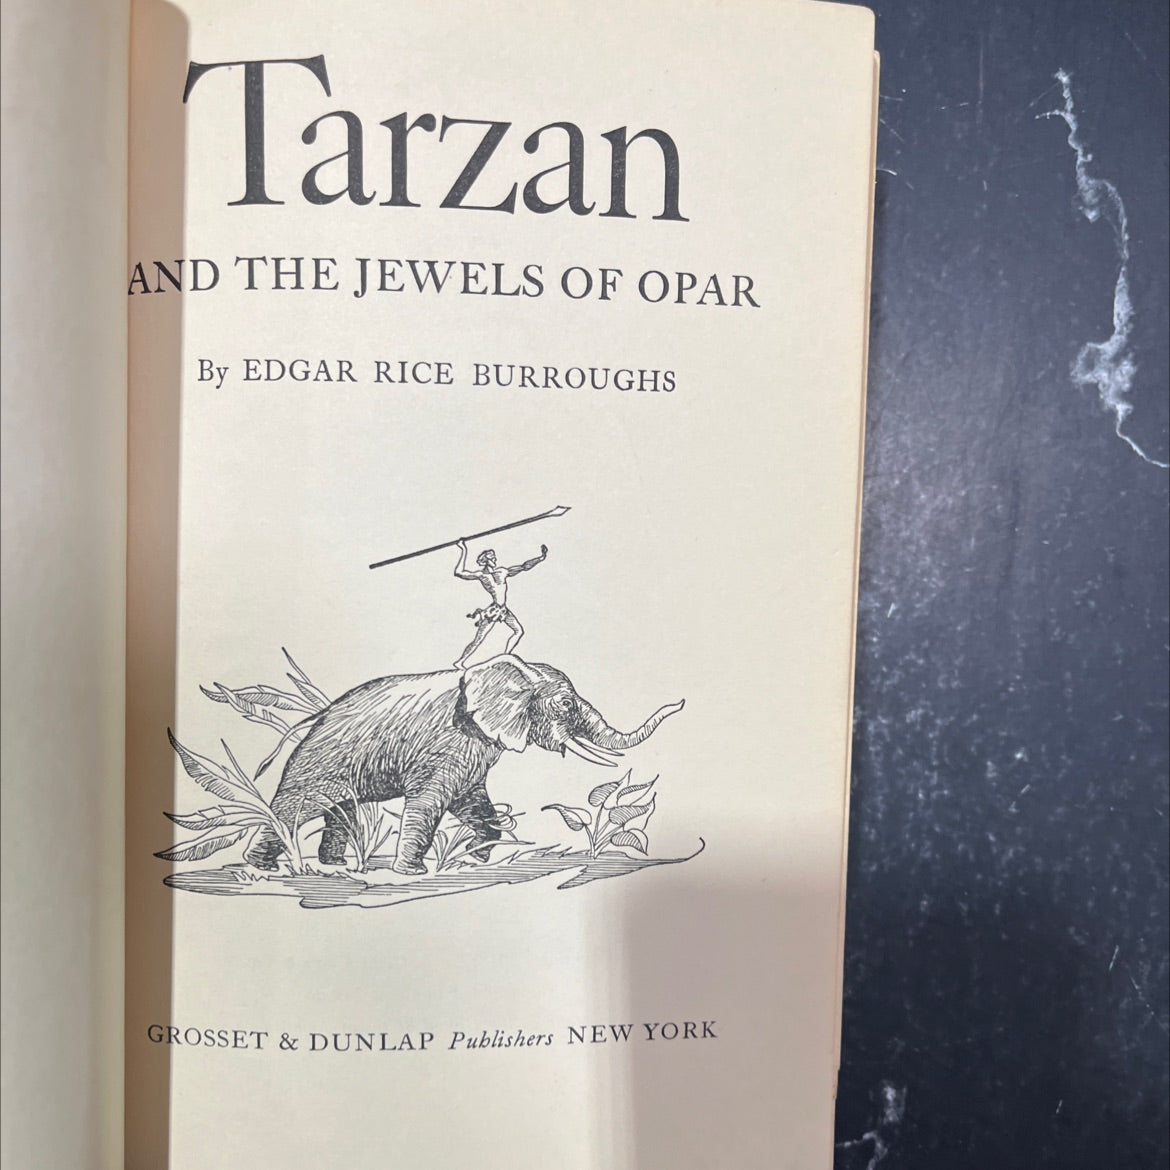 Tarzan
AND THE JEWELS OF OPAR
By EDGAR RICE BURROUGHS
GROSSET & DUNLAP Publishers NEW YORK